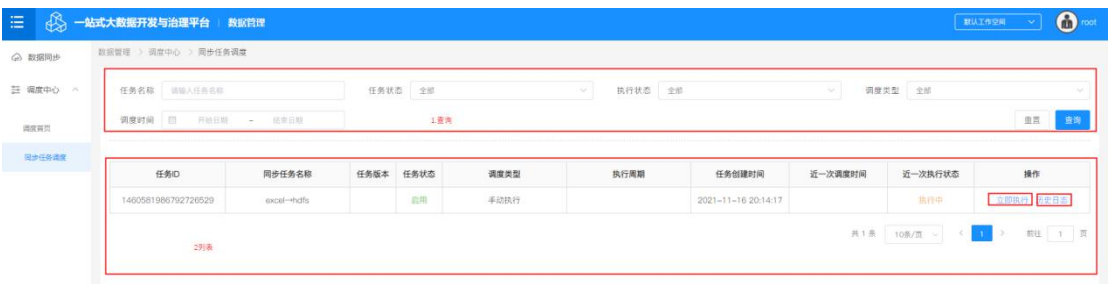 一站式大数据开发与治理平台 | 数据管理
默认工作空间
root
数据同步
调度中心
调度首页
同步任务调度
数据管理 > 调度中心 > 同步任务调度
任务名称 请输入任务名称 任务状态 全部 执行状态 全部 调度类型 全部
调度时间 开始日期 - 结束日期 1.查询 重置 查询
任务ID 同步任务名称 任务版本 任务状态 调度类型 执行周期 任务创建时间 近一次调度时间 近一次执行状态 操作
1460581986792726529 excel→hdfs 启用 手动执行 2021-11-16 20:14:17 执行中 立即执行 历史日志
共 1 条 10条/页 < 1 > 前往 1 页
2列表